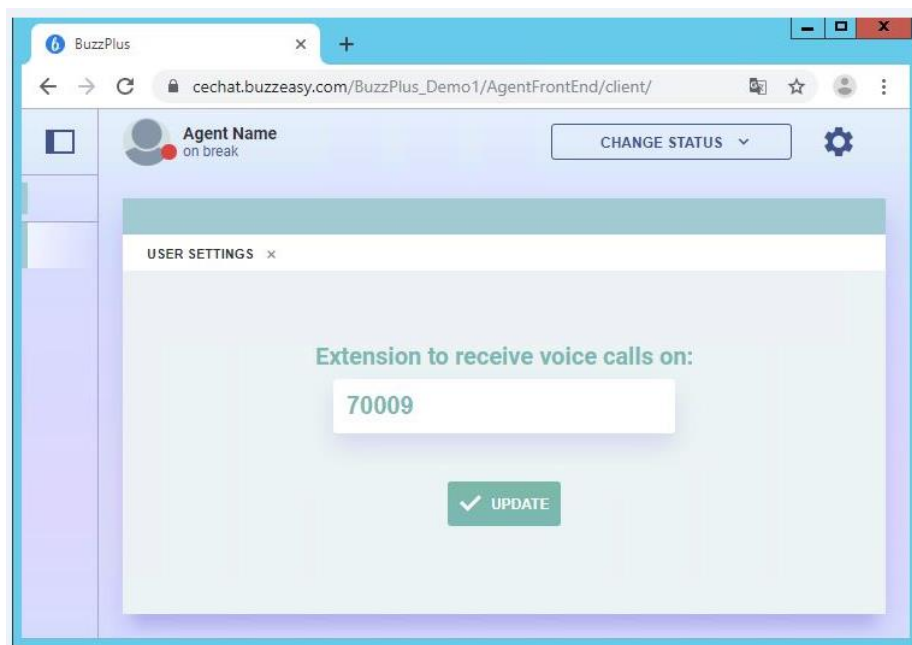 BuzzPlus
cechat.buzzeasy.com/BuzzPlus_Demo1/AgentFrontEnd/client/
Agent Name
on break
CHANGE STATUS
USER SETTINGS
Extension to receive voice calls on:
70009
UPDATE